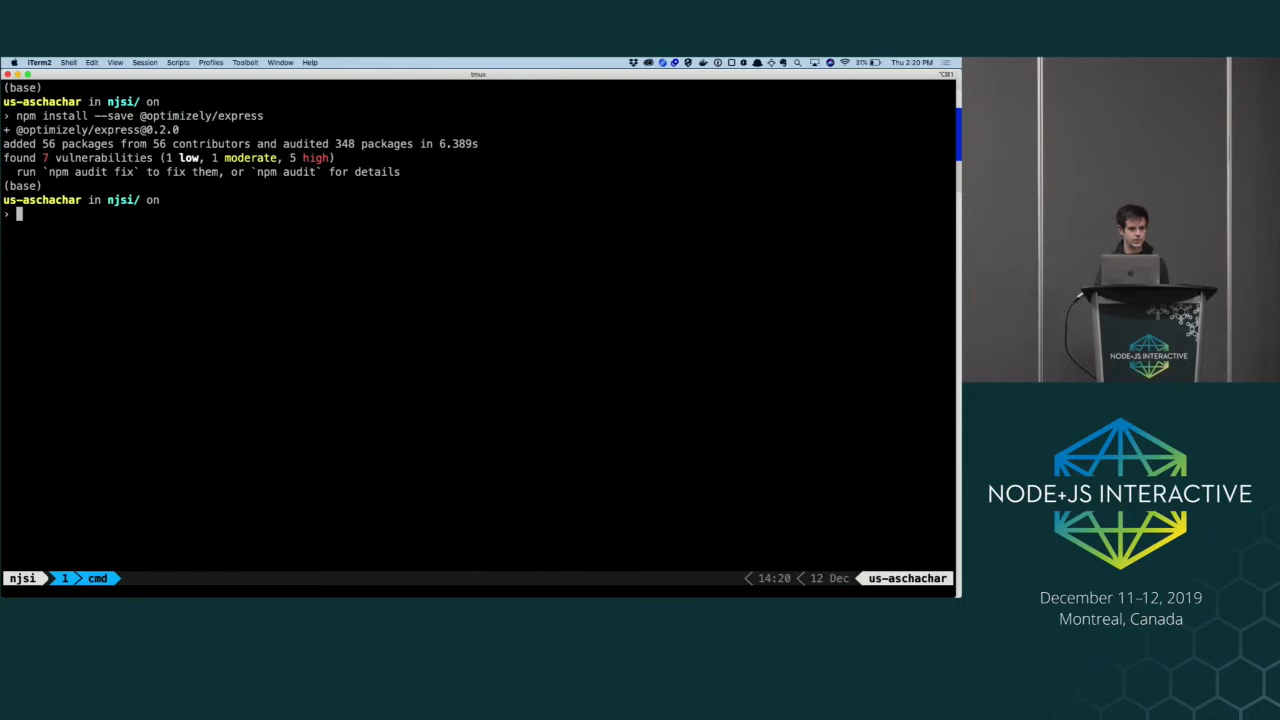 iTerm2 Shell Edit View Session Scripts Profiles Toolbelt Window Help 31% Thu 2:20 PM
tmux ⌥⌘1
(base)
us-aschachar in njsi/ on
› npm install --save @optimizely/express
+ @optimizely/express@0.2.0
added 56 packages from 56 contributors and audited 348 packages in 6.389s
found 7 vulnerabilities (1 low, 1 moderate, 5 high)
run `npm audit fix` to fix them, or `npm audit` for details
(base)
us-aschachar in njsi/ on
›
njsi 1 cmd 14:20 12 Dec us-aschachar
NODE+JS INTERACTIVE
NODE+JS INTERACTIVE
December 11–12, 2019
Montreal, Canada